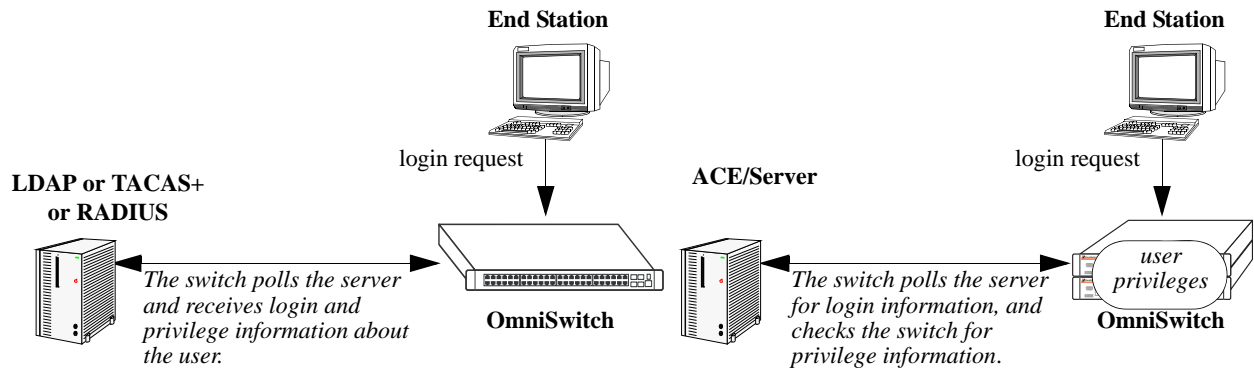 End Station
login request
LDAP or TACAS+
or RADIUS
The switch polls the server
and receives login and
privilege information about
the user.
OmniSwitch
End Station
login request
ACE/Server
The switch polls the server
for login information, and
checks the switch for
privilege information.
user
privileges
OmniSwitch